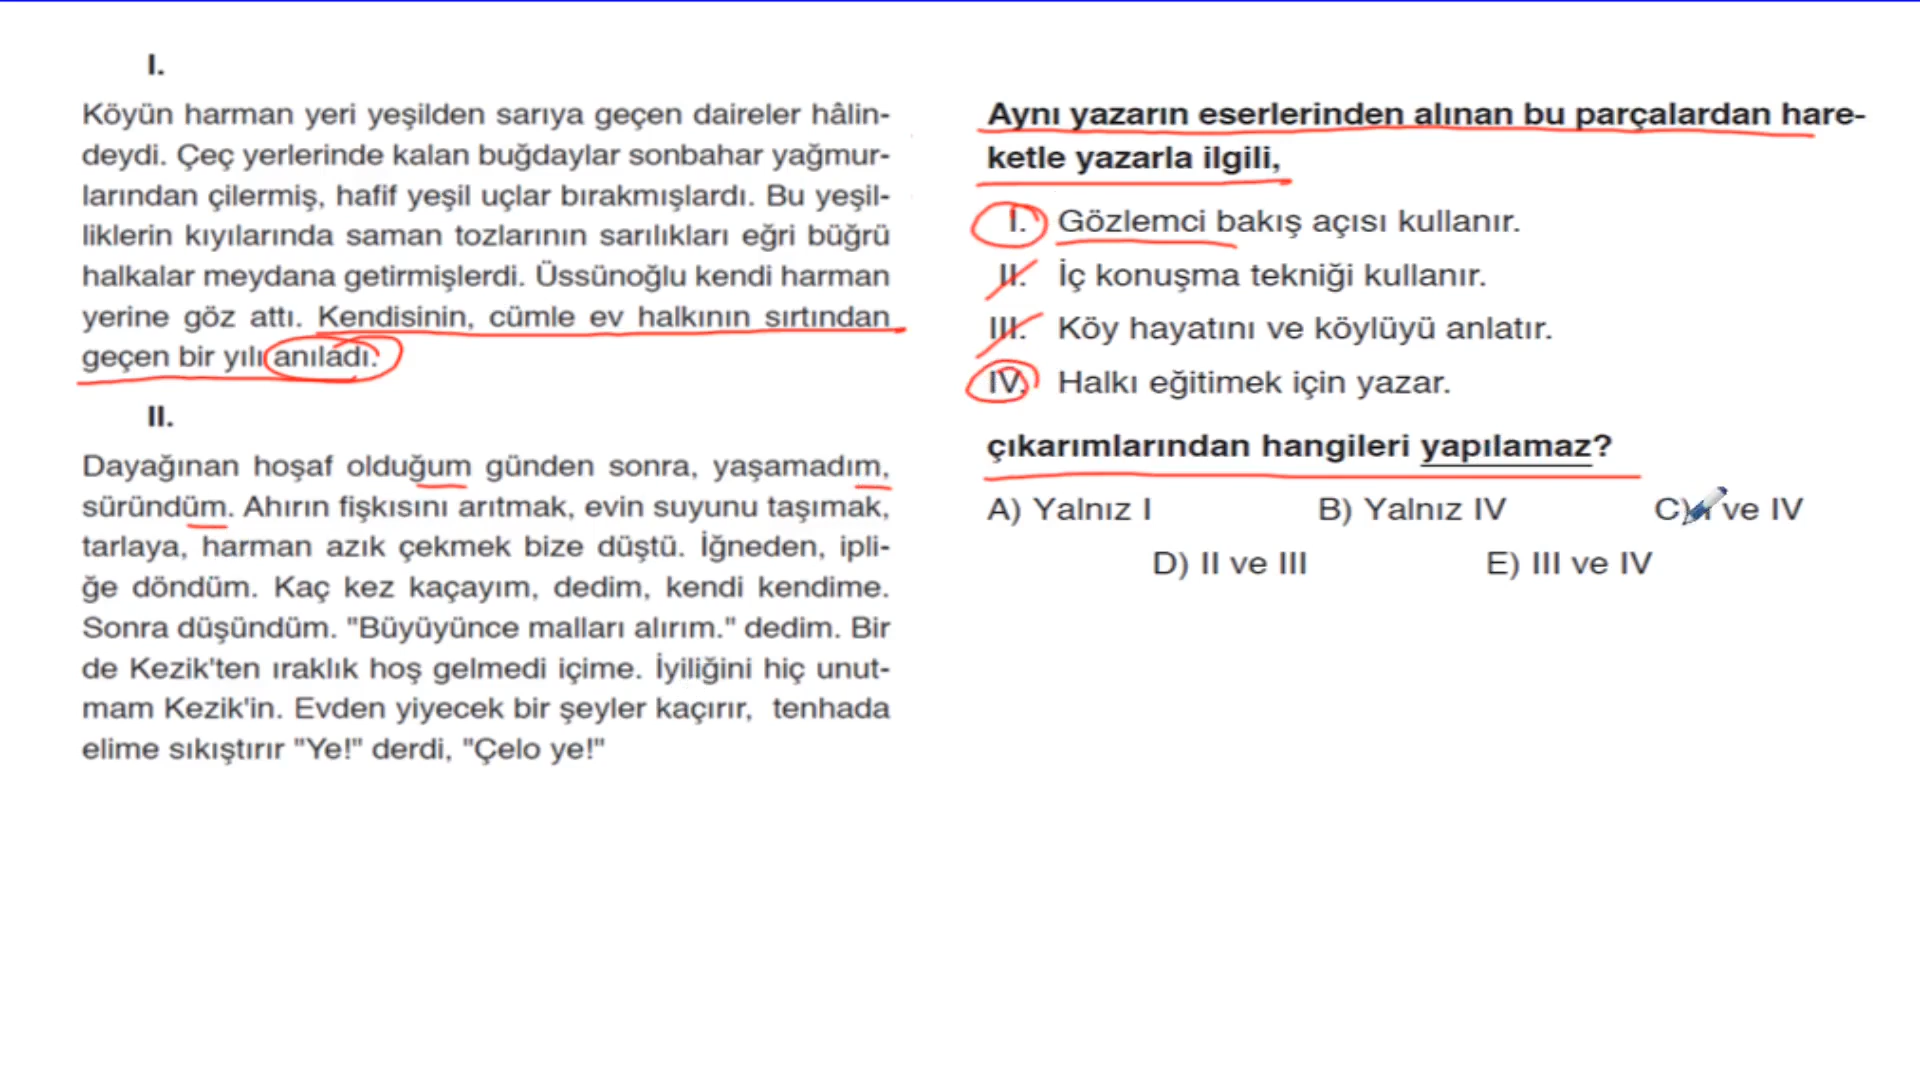 I.
Köyün harman yeri yeşilden sarıya geçen daireler hâlin-
deydi. Çeç yerlerinde kalan buğdaylar sonbahar yağmur-
larından çilermiş, hafif yeşil uçlar bırakmışlardı. Bu yeşil-
liklerin kıyılarında saman tozlarının sarılıkları eğri büğrü
halkalar meydana getirmişlerdi. Üssünoğlu kendi harman
yerine göz attı. Kendisinin, cümle ev halkının sırtından
geçen bir yılı anıladı.
II.
Dayağınan hoşaf olduğum günden sonra, yaşamadım,
süründüm. Ahırın fişkısını arıtmak, evin suyunu taşımak,
tarlaya, harman azık çekmek bize düştü. İğneden, ipli-
ğe döndüm. Kaç kez kaçayım, dedim, kendi kendime.
Sonra düşündüm. "Büyüyünce malları alırım." dedim. Bir
de Kezik'ten ıraklık hoş gelmedi içime. İyiliğini hiç unut-
mam Kezik'in. Evden yiyecek bir şeyler kaçırır, tenhada
elime sıkıştırır "Ye!" derdi, "Çelo ye!"
Aynı yazarın eserlerinden alınan bu parçalardan hare-
ketle yazarla ilgili,
I. Gözlemci bakış açısı kullanır.
II. İç konuşma tekniği kullanır.
III. Köy hayatını ve köylüyü anlatır.
IV. Halkı eğitimek için yazar.
çıkarımlarından hangileri yapılamaz?
A) Yalnız I B) Yalnız IV C) I ve IV
D) II ve III E) III ve IV